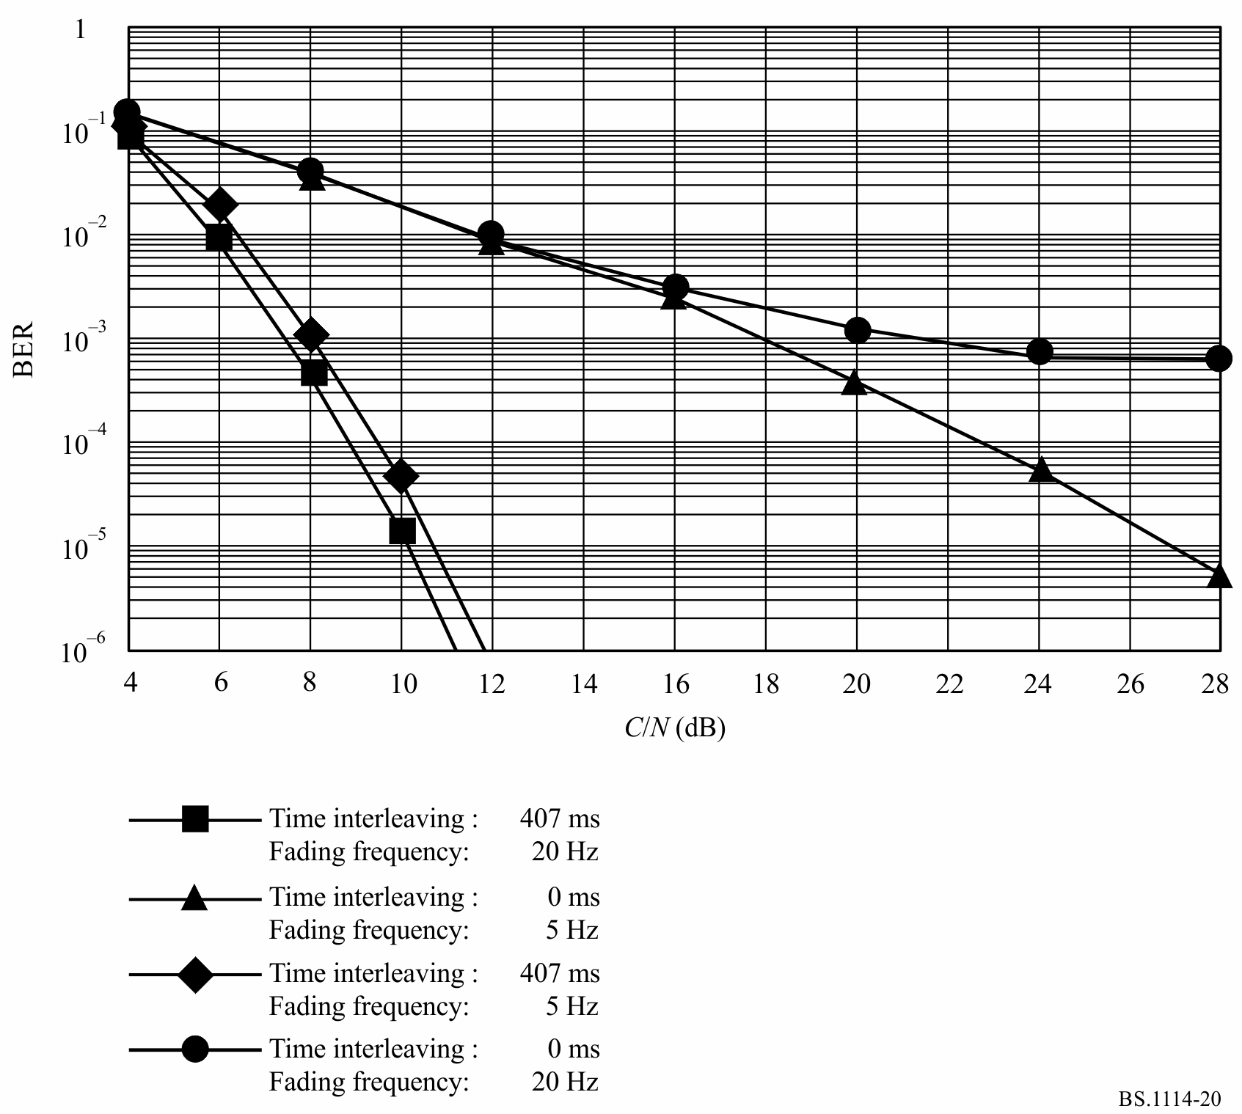 1
10⁻¹
10⁻²
10⁻³
10⁻⁴
10⁻⁵
10⁻⁶
BER
4 6 8 10 12 14 16 18 20 22 24 26 28
C/N (dB)
Time interleaving : 407 ms
Fading frequency: 20 Hz
Time interleaving : 0 ms
Fading frequency: 5 Hz
Time interleaving : 407 ms
Fading frequency: 5 Hz
Time interleaving : 0 ms
Fading frequency: 20 Hz
BS.1114-20